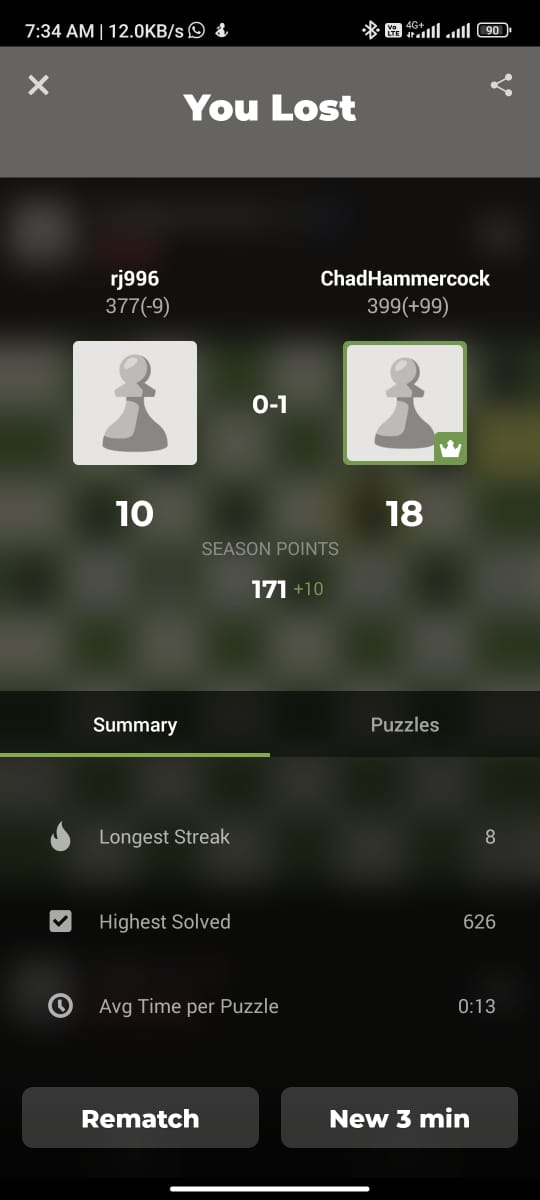 7:34 AM | 12.0KB/s
Vo LTE 4G+ 90
You Lost
rj996
377(-9)
ChadHammercock
399(+99)
0-1
10
18
SEASON POINTS
171 +10
Summary
Puzzles
Longest Streak 8
Highest Solved 626
Avg Time per Puzzle 0:13
Rematch
New 3 min